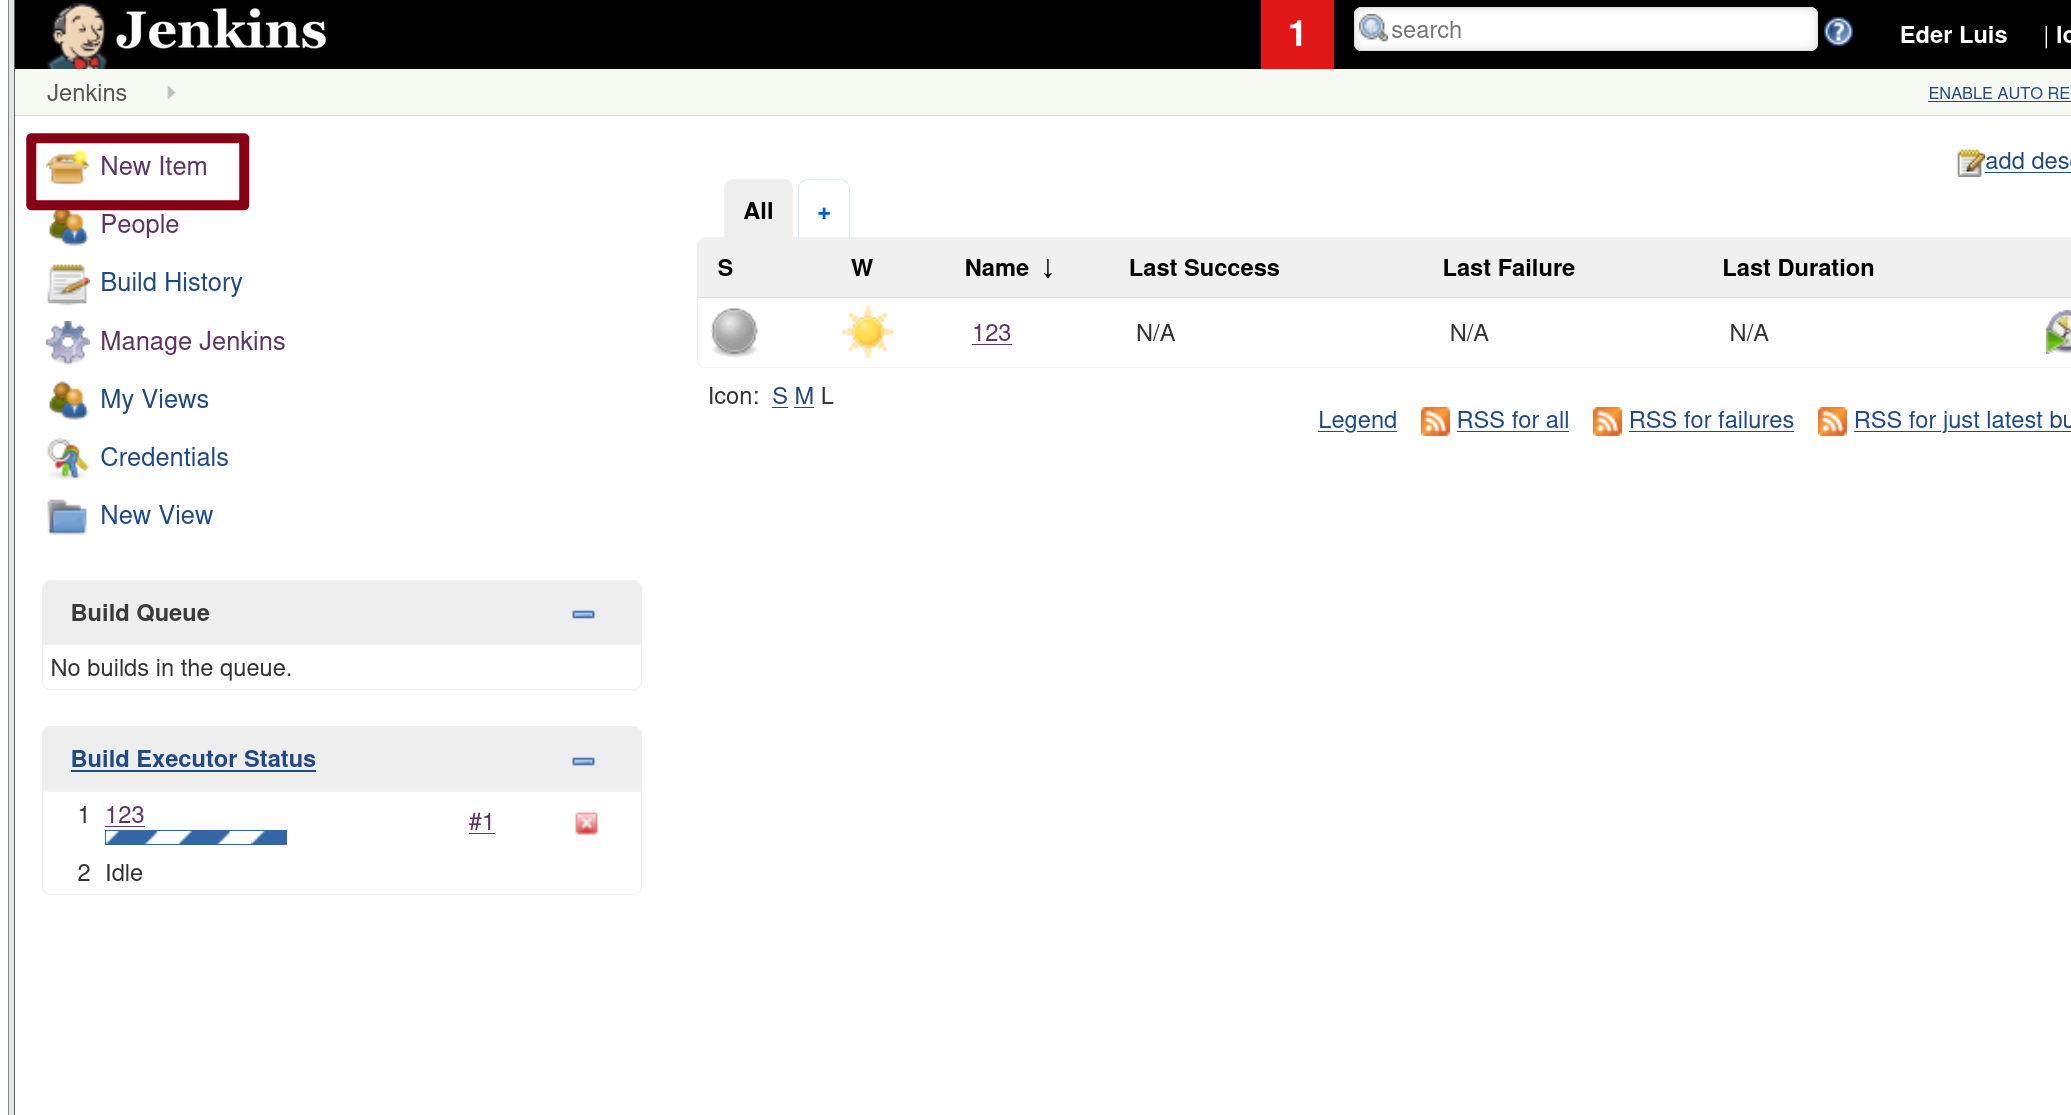 Jenkins
1
search
Eder Luis
Jenkins
ENABLE AUTO RE
New Item
People
Build History
Manage Jenkins
My Views
Credentials
New View
Build Queue
No builds in the queue.
Build Executor Status
1 123 #1
2 Idle
add des
All +
S W Name ↓ Last Success Last Failure Last Duration
123 N/A N/A N/A
Icon: S M L
Legend RSS for all RSS for failures RSS for just latest bu